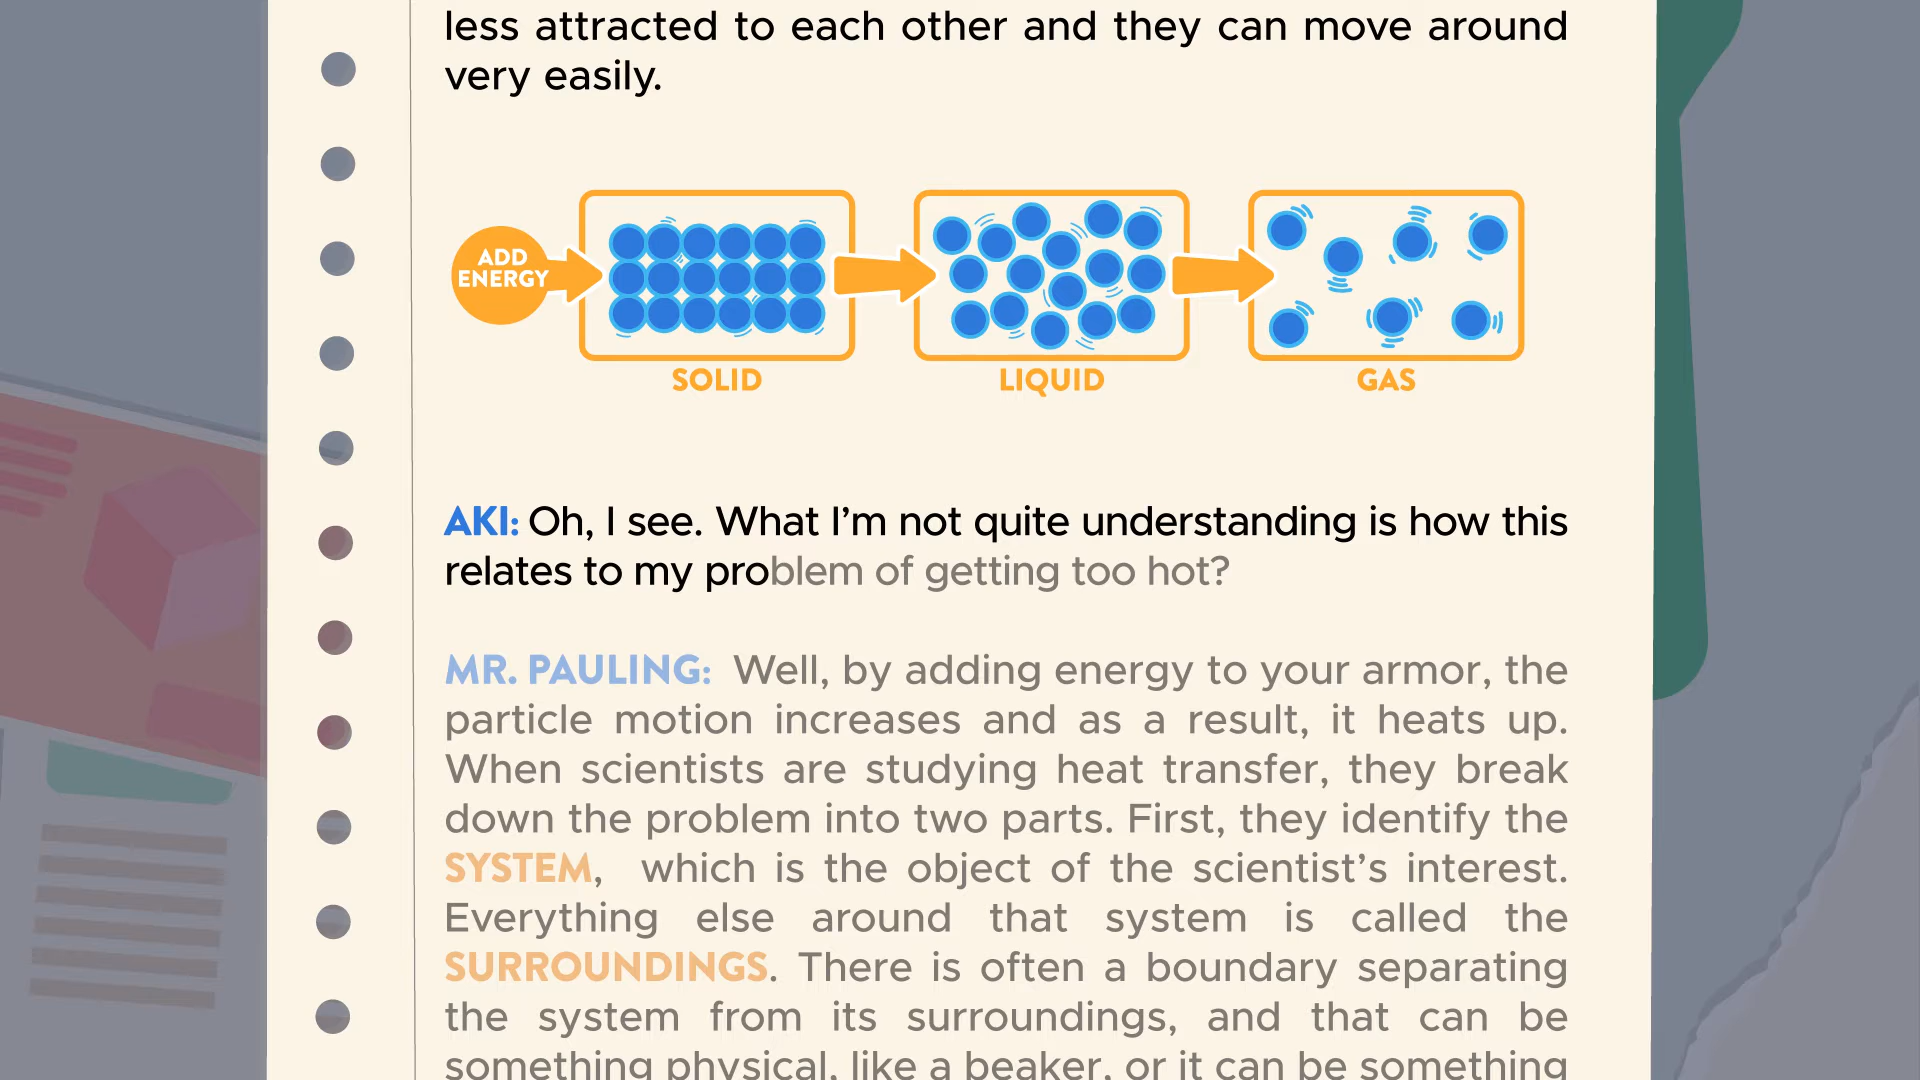 less attracted to each other and they can move around
very easily.
ADD
ENERGY
SOLID
LIQUID
GAS
AKI: Oh, I see. What I’m not quite understanding is how this
relates to my problem of getting too hot?
MR. PAULING: Well, by adding energy to your armor, the
particle motion increases and as a result, it heats up.
When scientists are studying heat transfer, they break
down the problem into two parts. First, they identify the
SYSTEM, which is the object of the scientist’s interest.
Everything else around that system is called the
SURROUNDINGS. There is often a boundary separating
the system from its surroundings, and that can be
something physical, like a beaker, or it can be something